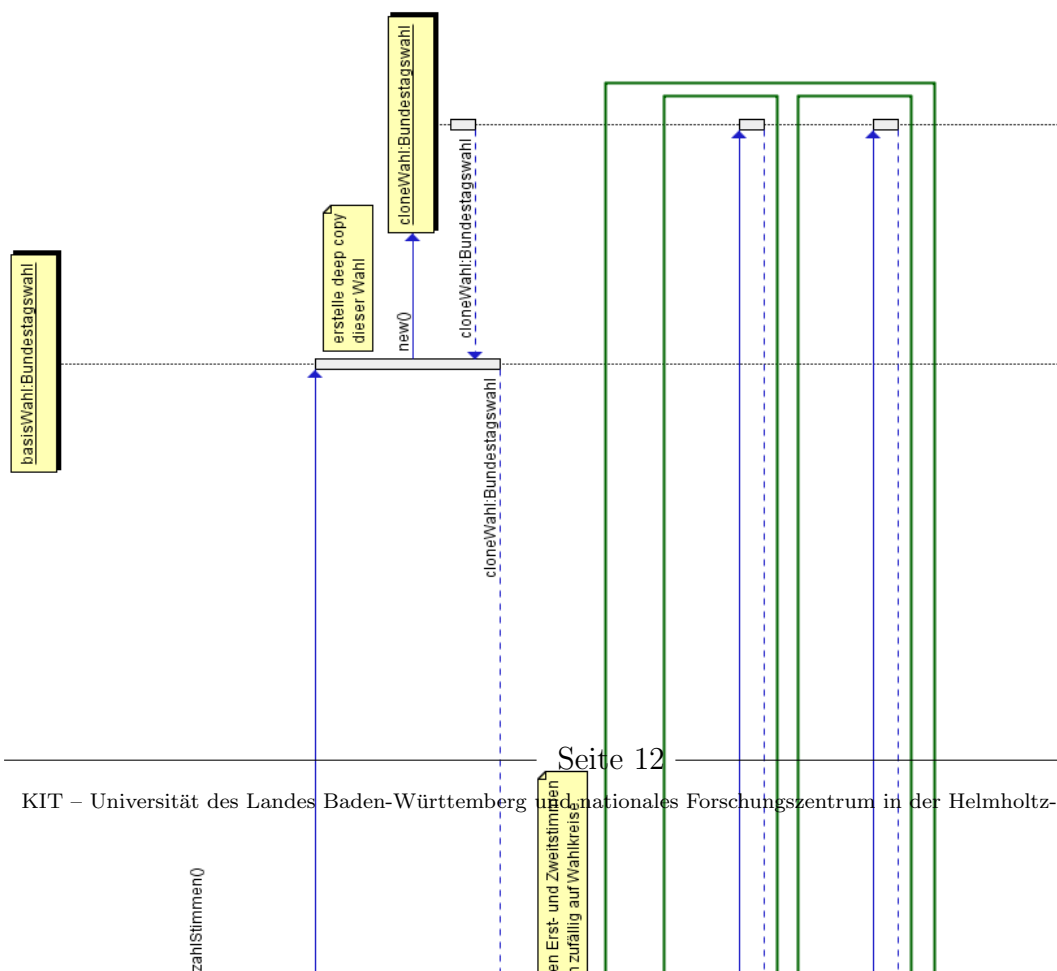 cloneWahl:Bundestagswahl
cloneWahl:Bundestagswahl
erstelle deep copy
dieser Wahl
new()
basisWahl:Bundestagswahl
cloneWahl:Bundestagswahl
Seite 12
KIT – Universität des Landes Baden-Württemberg und nationales Forschungszentrum in der Helmholtz-
zahlStimmen()
en Erst- und Zweitstimmen
zufällig auf Wahlkreise